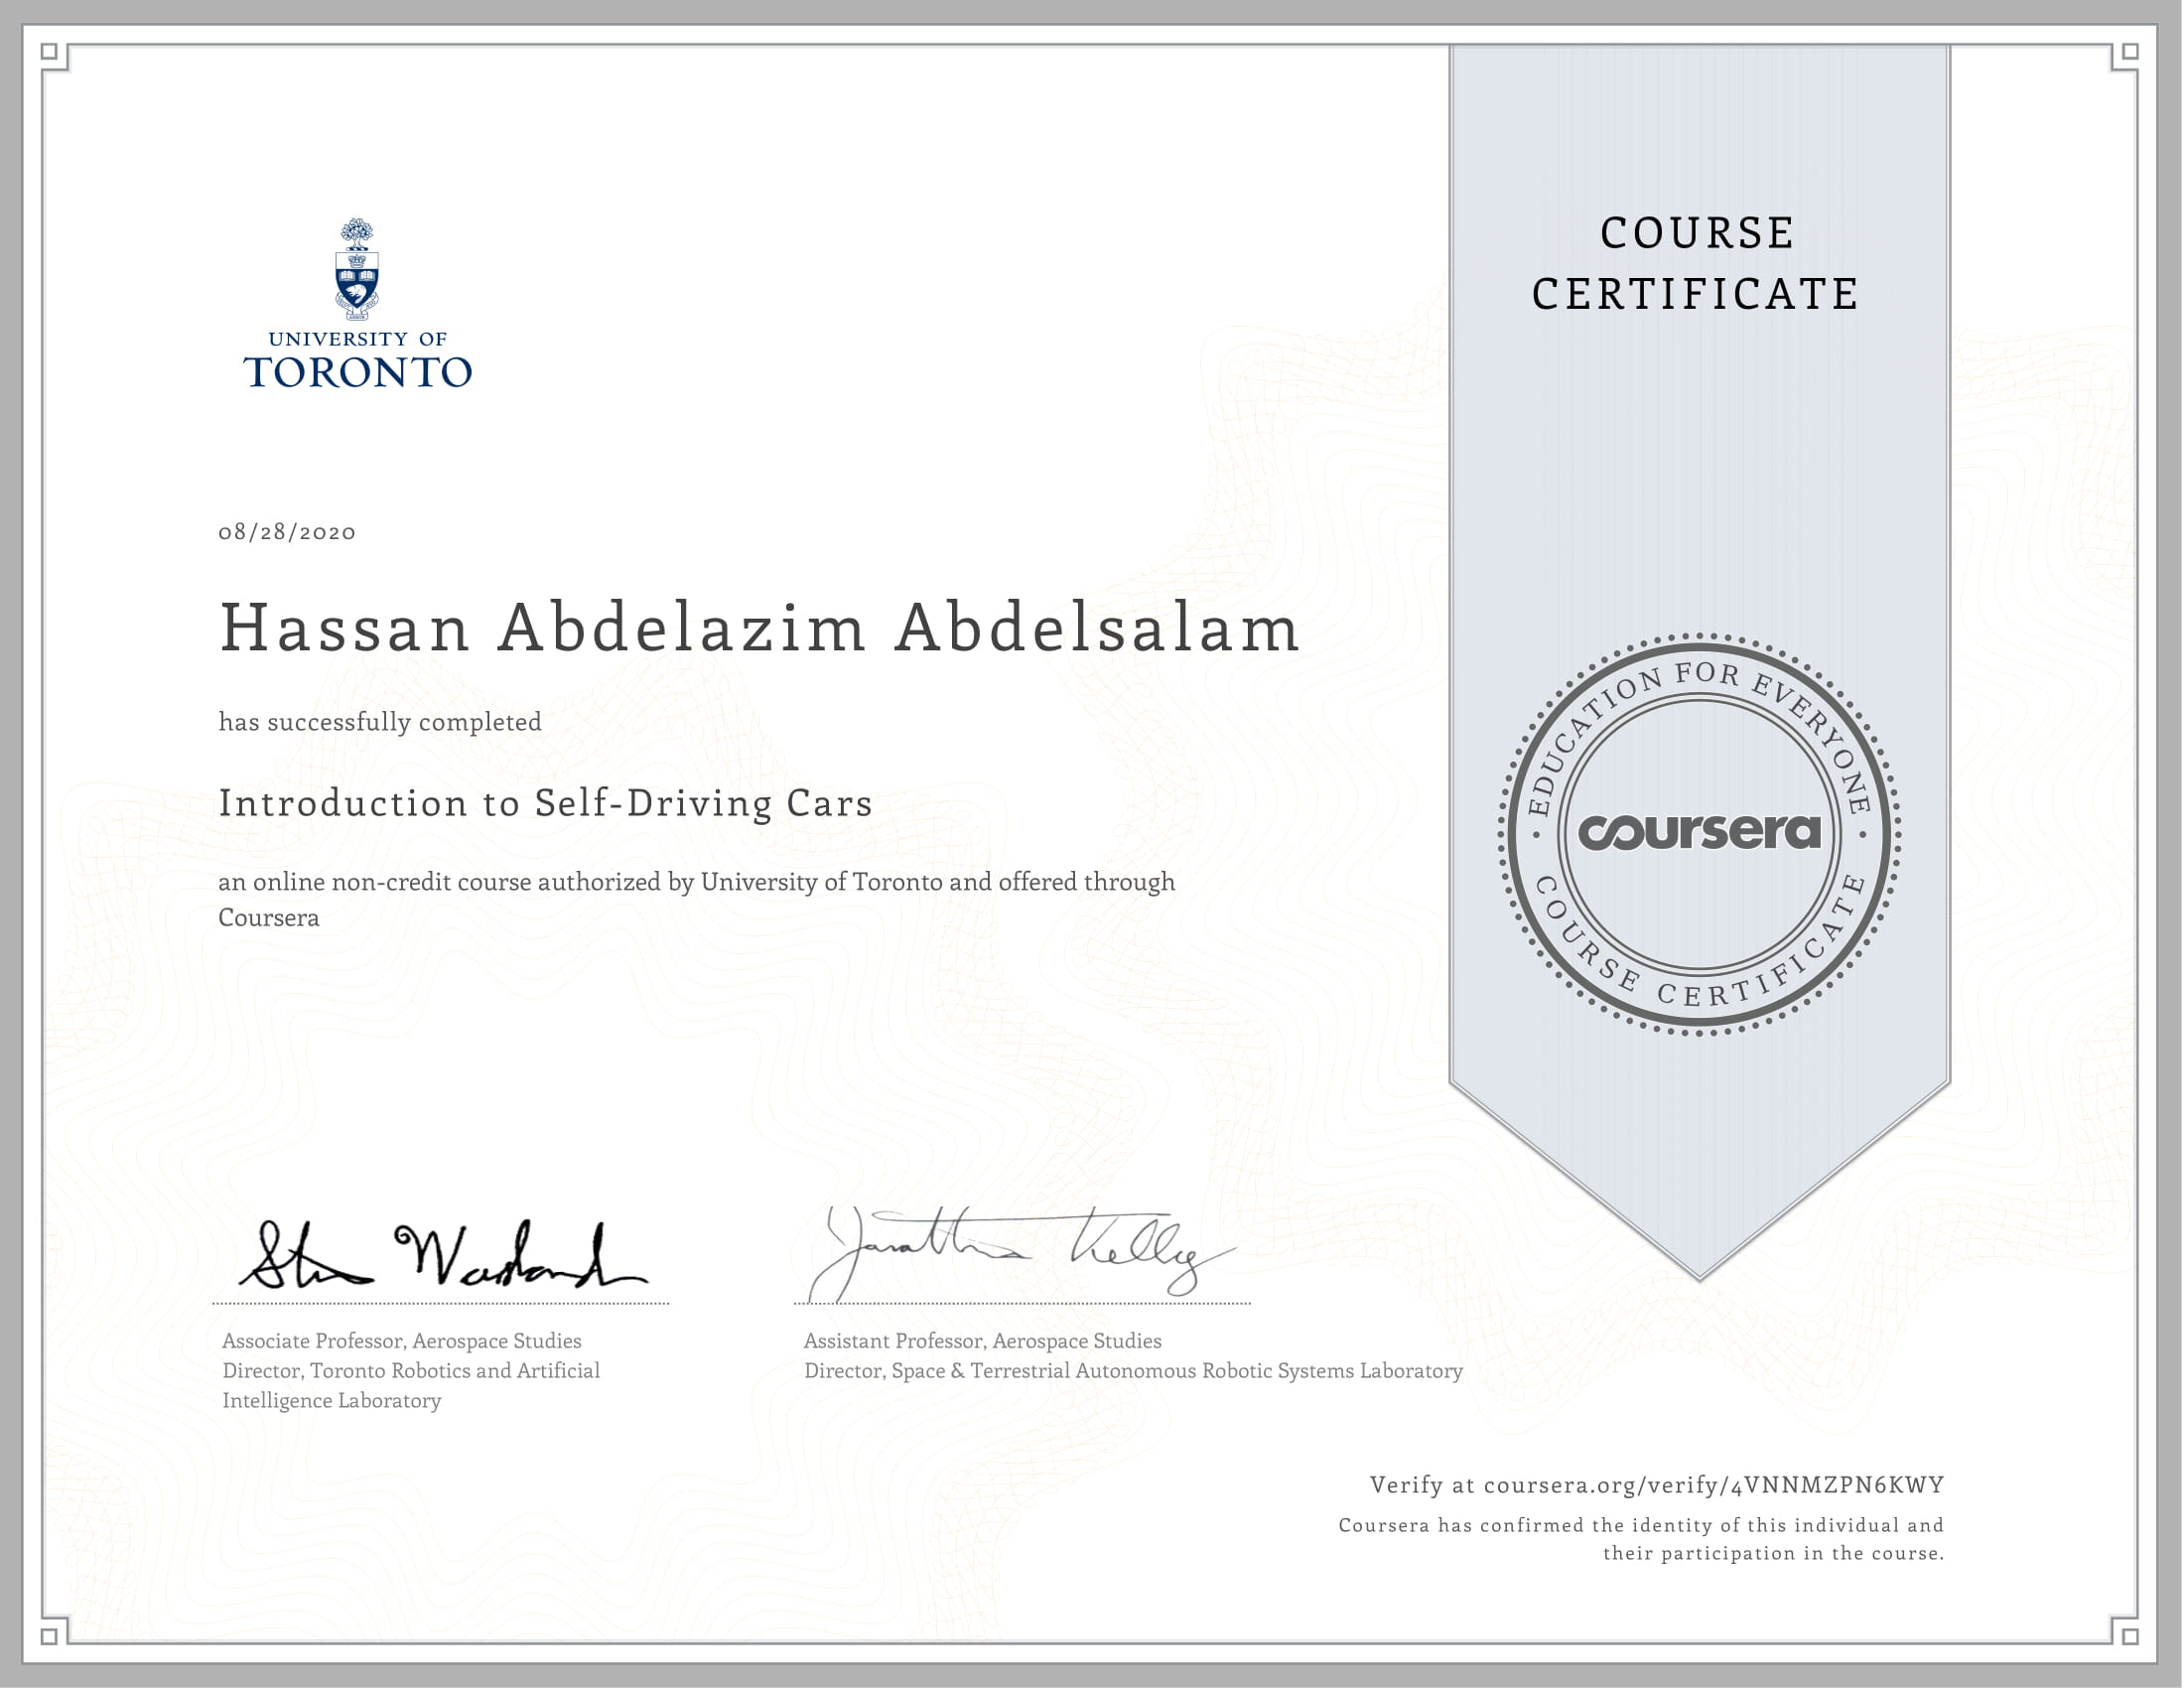 UNIVERSITY OF
TORONTO
COURSE
CERTIFICATE
08/28/2020
Hassan Abdelazim Abdelsalam
has successfully completed
Introduction to Self-Driving Cars
an online non-credit course authorized by University of Toronto and offered through
Coursera
EDUCATION FOR EVERYONE
coursera
COURSE CERTIFICATE
Associate Professor, Aerospace Studies
Director, Toronto Robotics and Artificial
Intelligence Laboratory
Jonathan Kelly
Assistant Professor, Aerospace Studies
Director, Space & Terrestrial Autonomous Robotic Systems Laboratory
Verify at coursera.org/verify/4VNNMZPN6KWY
Coursera has confirmed the identity of this individual and
their participation in the course.